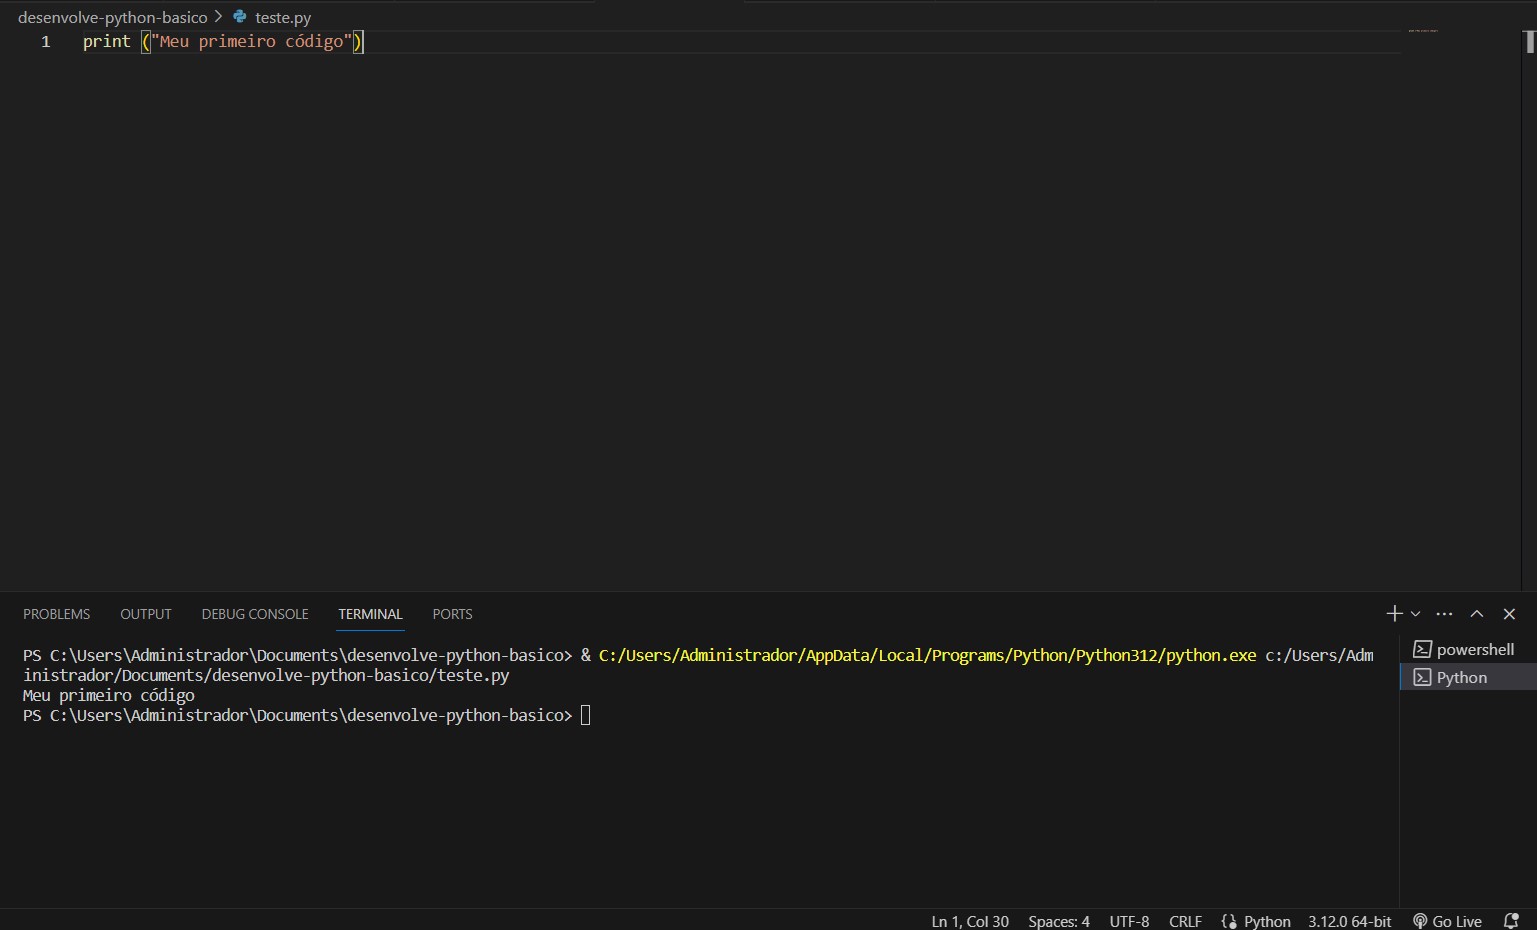 desenvolve-python-basico > teste.py
1 print ("Meu primeiro código")
PROBLEMS OUTPUT DEBUG CONSOLE TERMINAL PORTS
PS C:\Users\Administrador\Documents\desenvolve-python-basico> & C:/Users/Administrador/AppData/Local/Programs/Python/Python312/python.exe c:/Users/Adm
inistrador/Documents/desenvolve-python-basico/teste.py
Meu primeiro código
PS C:\Users\Administrador\Documents\desenvolve-python-basico>
powershell
Python
Ln 1, Col 30 Spaces: 4 UTF-8 CRLF Python 3.12.0 64-bit Go Live